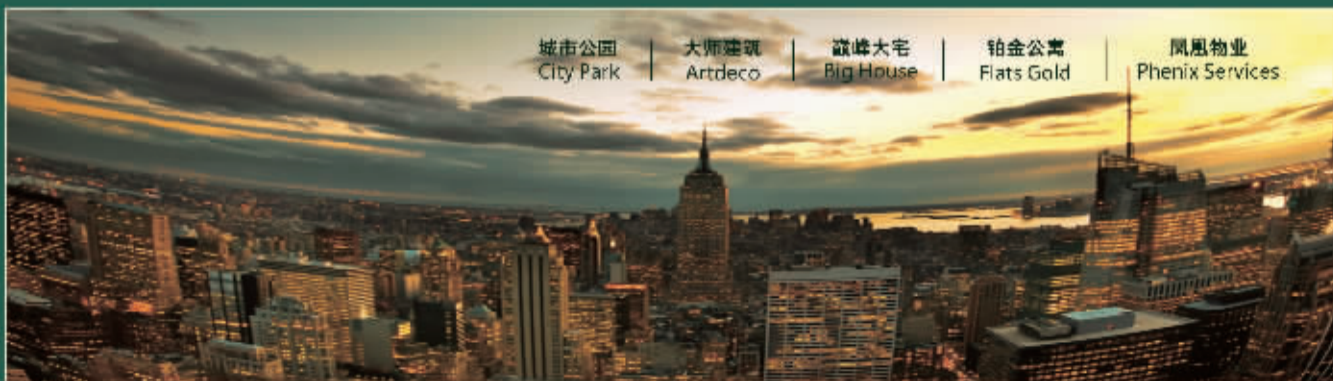 城市公园 大师建筑 巅峰大宅 铂金公寓 凤凰物业
City Park Artdeco Big House Flats Gold Phenix Services